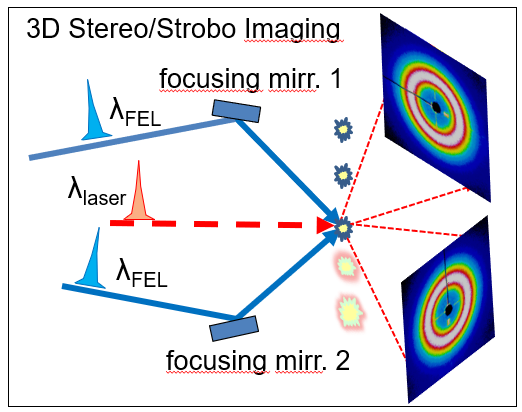 3D Stereo/Strobo Imaging
focusing mirr. 1
λFEL
λlaser
λFEL
focusing mirr. 2